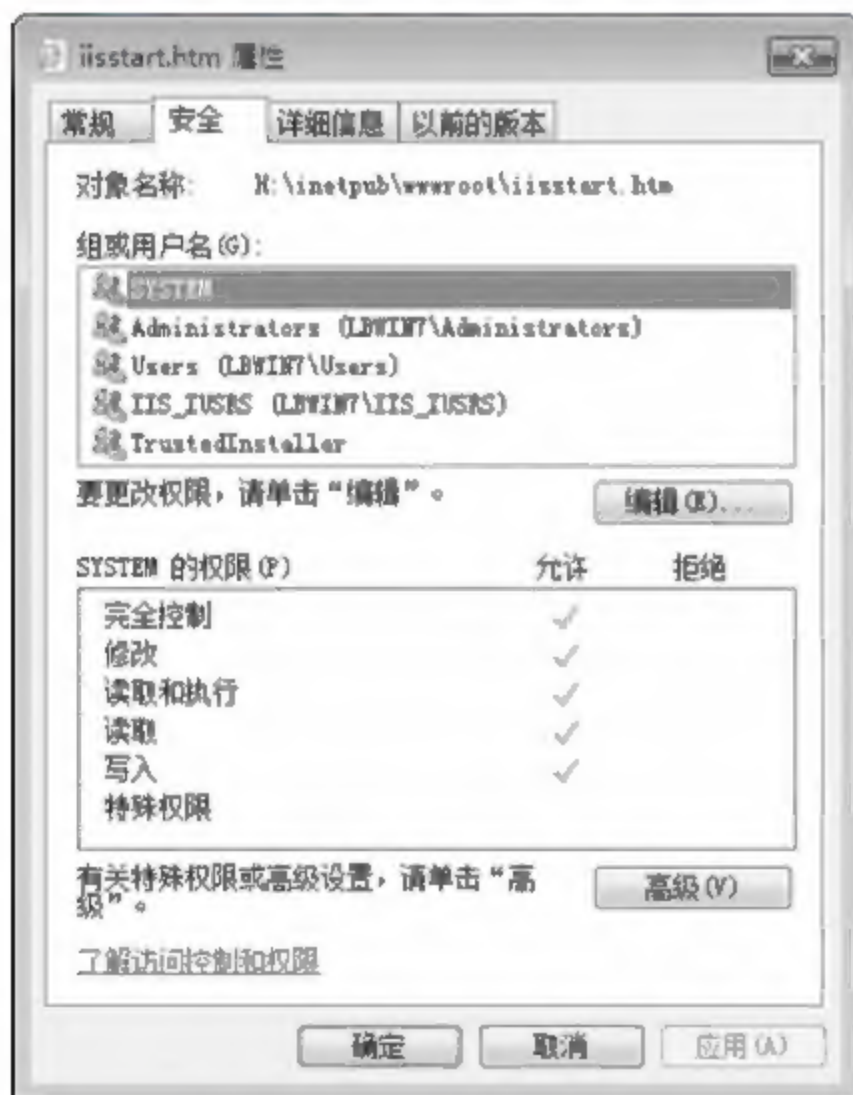 iisstart.htm 属性
常规 安全 详细信息 以前的版本
对象名称: H:\inetpub\wwwroot\iisstart.htm
组或用户名(G):
SYSTEM
Administrators (LBWIN7\Administrators)
Users (LBWIN7\Users)
IIS_IUSRS (LBWIN7\IIS_IUSRS)
TrustedInstaller
要更改权限，请单击“编辑”。 编辑(E)...
SYSTEM 的权限(P) 允许 拒绝
完全控制
修改
读取和执行
读取
写入
特殊权限
有关特殊权限或高级设置，请单击“高
级”。 高级(V)
了解访问控制和权限
确定 取消 应用(A)